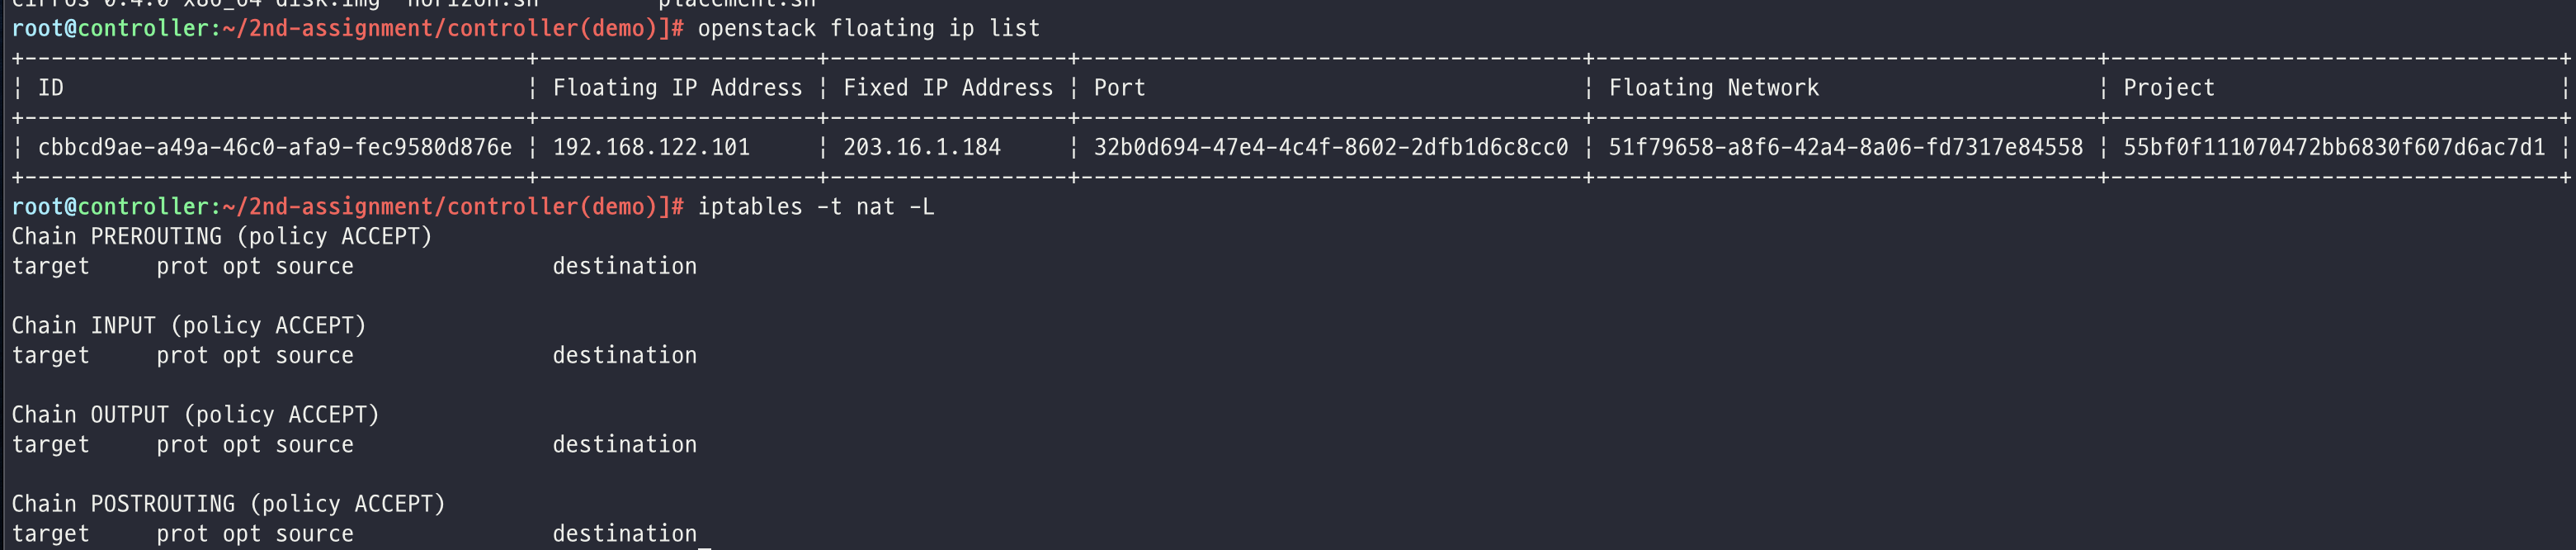 cirros-0.4.0-x86_64-disk.img  horizon.sh         placement.sh
root@controller:~/2nd-assignment/controller(demo)]# openstack floating ip list
+--------------------------------------+---------------------+------------------+--------------------------------------+--------------------------------------+----------------------------------+
| ID                                   | Floating IP Address | Fixed IP Address | Port                                 | Floating Network                     | Project                          |
+--------------------------------------+---------------------+------------------+--------------------------------------+--------------------------------------+----------------------------------+
| cbbcd9ae-a49a-46c0-afa9-fec9580d876e | 192.168.122.101     | 203.16.1.184     | 32b0d694-47e4-4c4f-8602-2dfb1d6c8cc0 | 51f79658-a8f6-42a4-8a06-fd7317e84558 | 55bf0f111070472bb6830f607d6ac7d1 |
+--------------------------------------+---------------------+------------------+--------------------------------------+--------------------------------------+----------------------------------+
root@controller:~/2nd-assignment/controller(demo)]# iptables -t nat -L
Chain PREROUTING (policy ACCEPT)
target     prot opt source               destination
Chain INPUT (policy ACCEPT)
target     prot opt source               destination
Chain OUTPUT (policy ACCEPT)
target     prot opt source               destination
Chain POSTROUTING (policy ACCEPT)
target     prot opt source               destination